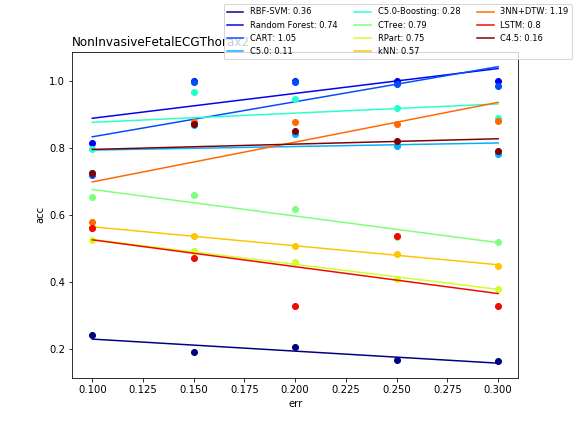 RBF-SVM: 0.36
Random Forest: 0.74
CART: 1.05
C5.0: 0.11
C5.0-Boosting: 0.28
CTree: 0.79
RPart: 0.75
kNN: 0.57
3NN+DTW: 1.19
LSTM: 0.8
C4.5: 0.16
NonInvasiveFetalECGThorax2
acc
1.0
0.8
0.6
0.4
0.2
0.100 0.125 0.150 0.175 0.200 0.225 0.250 0.275 0.300
err